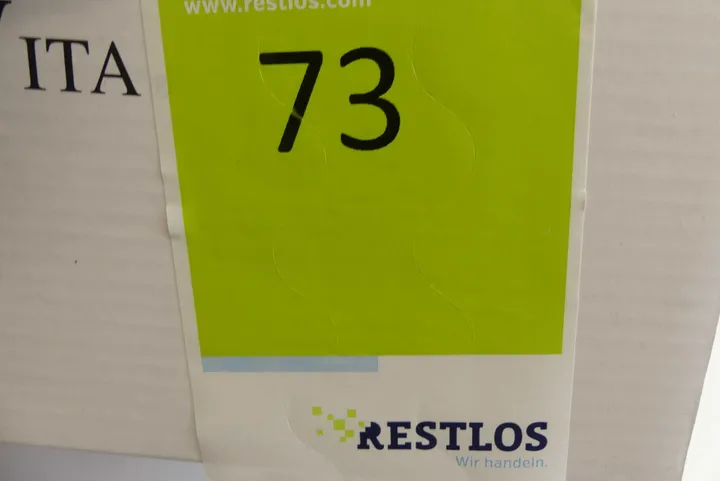 www.restlos.com
ITA
73
RESTLOS
Wir handeln.